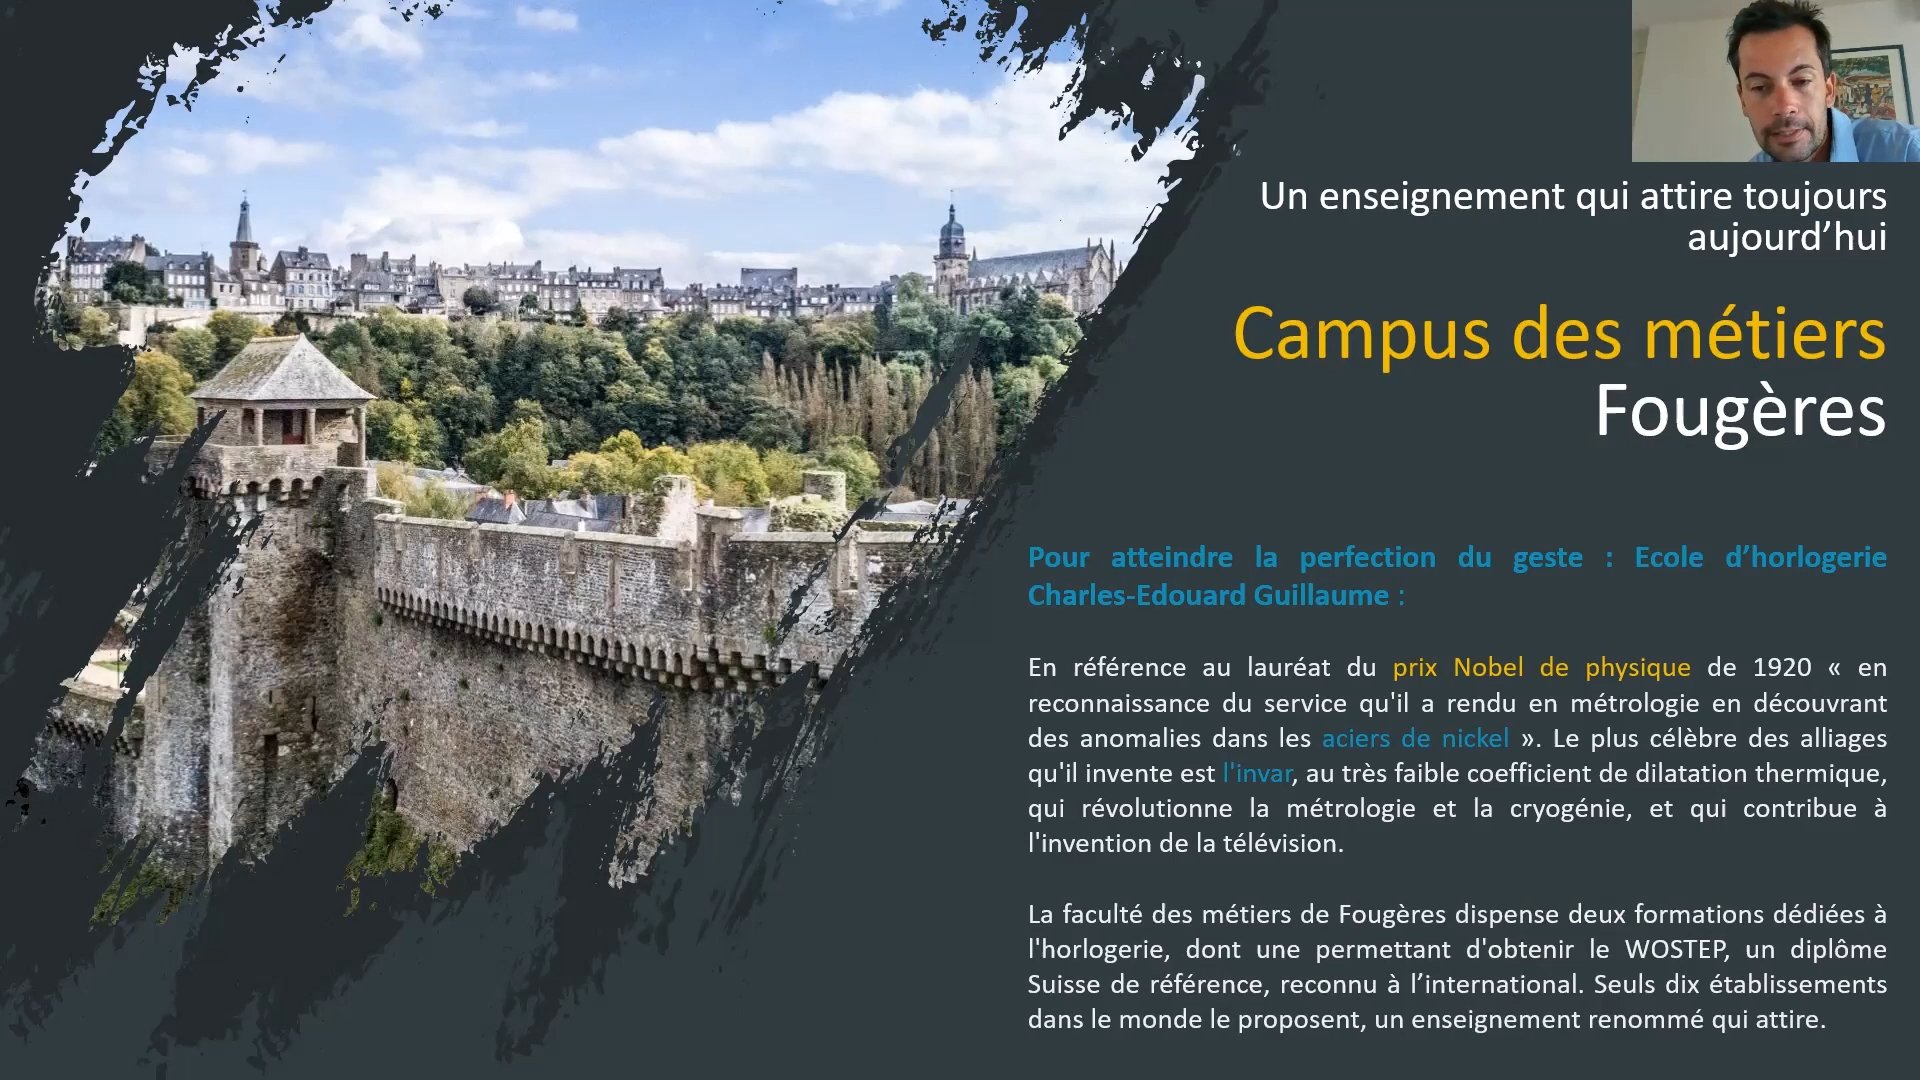 Un enseignement qui attire toujours
aujourd’hui
Campus des métiers
Fougères
Pour atteindre la perfection du geste : Ecole d’horlogerie
Charles-Edouard Guillaume :
En référence au lauréat du prix Nobel de physique de 1920 « en
reconnaissance du service qu'il a rendu en métrologie en découvrant
des anomalies dans les aciers de nickel ». Le plus célèbre des alliages
qu'il invente est l'invar, au très faible coefficient de dilatation thermique,
qui révolutionne la métrologie et la cryogénie, et qui contribue à
l'invention de la télévision.
La faculté des métiers de Fougères dispense deux formations dédiées à
l'horlogerie, dont une permettant d'obtenir le WOSTEP, un diplôme
Suisse de référence, reconnu à l’international. Seuls dix établissements
dans le monde le proposent, un enseignement renommé qui attire.